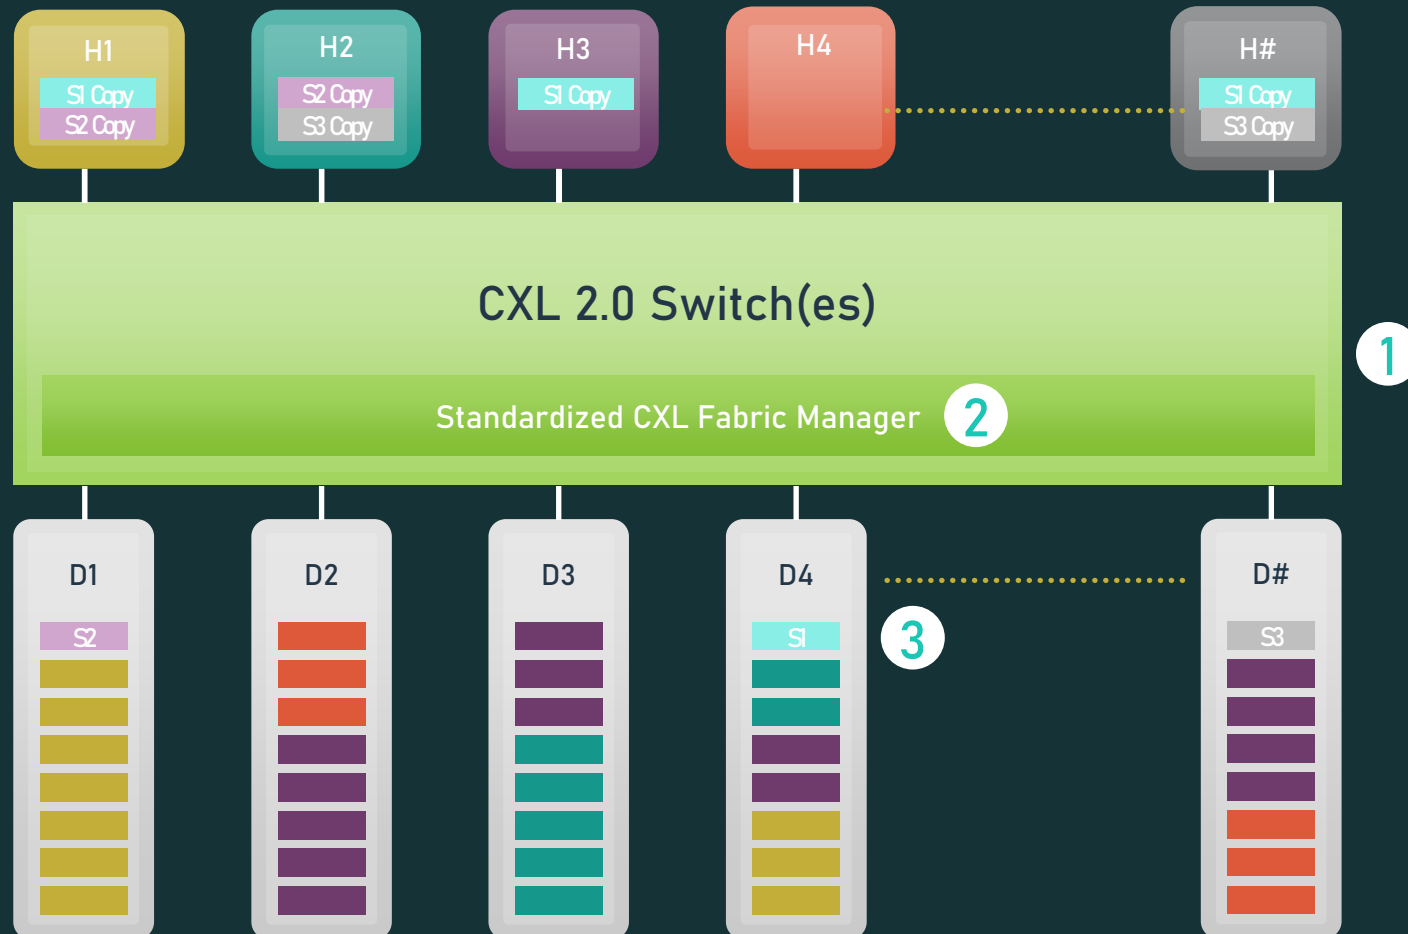 H1
S1 Copy
S2 Copy
H2
S2 Copy
S3 Copy
H3
S1 Copy
H4
H#
S1 Copy
S3 Copy
CXL 2.0 Switch(es)
1
Standardized CXL Fabric Manager
2
D1
S2
D2
D3
D4
S1
3
D#
S3